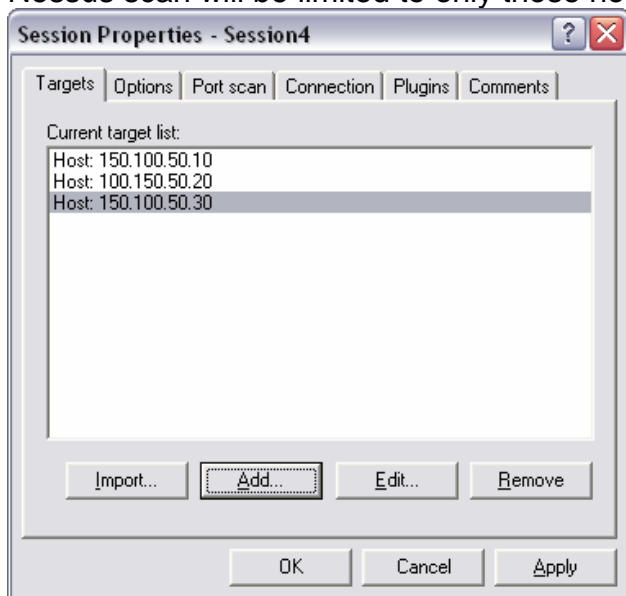 Session Properties - Session4
Targets Options Port scan Connection Plugins Comments
Current target list:
Host: 150.100.50.10
Host: 100.150.50.20
Host: 150.100.50.30
Import... Add... Edit... Remove
OK Cancel Apply